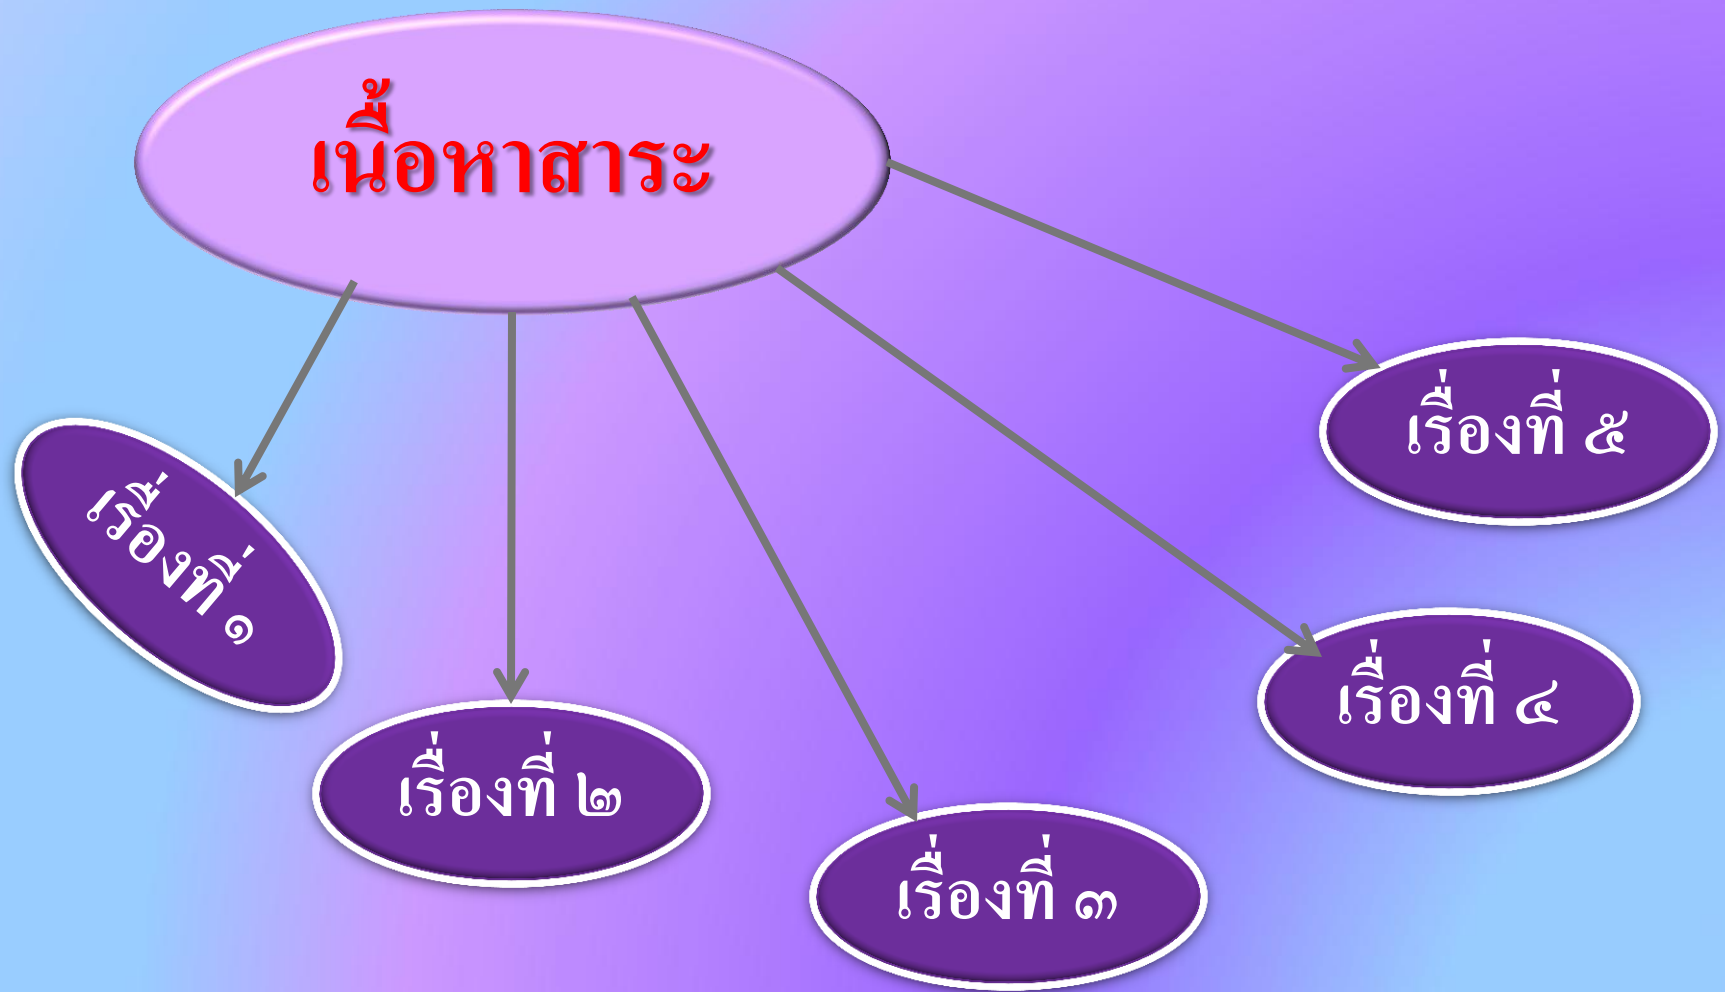 เนื้อหาสาระ
เรื่องที่ ๑
เรื่องที่ ๒
เรื่องที่ ๓
เรื่องที่ ๔
เรื่องที่ ๕